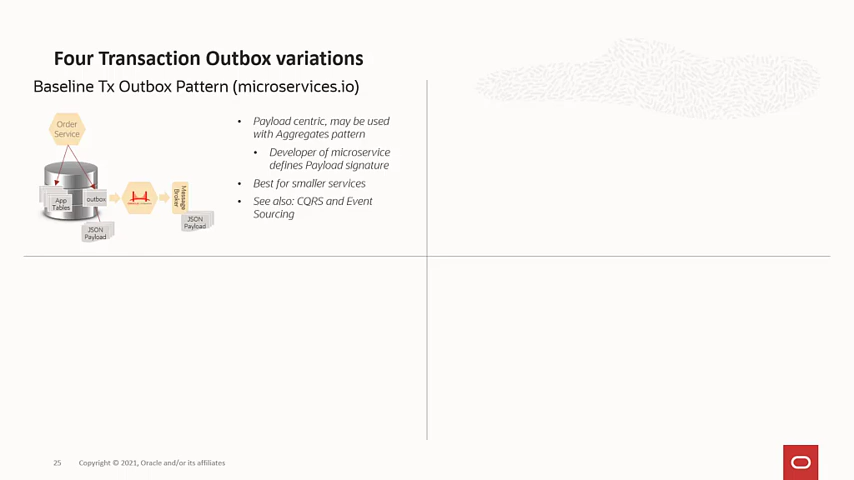 Four Transaction Outbox variations
Baseline Tx Outbox Pattern (microservices.io)
Order
Service
App
Tables
outbox
JSON
Payload
Message
Broker
JSON
Payload
• Payload centric, may be used
with Aggregates pattern
• Developer of microservice
defines Payload signature
• Best for smaller services
• See also: CQRS and Event
Sourcing
25 Copyright © 2021, Oracle and/or its affiliates